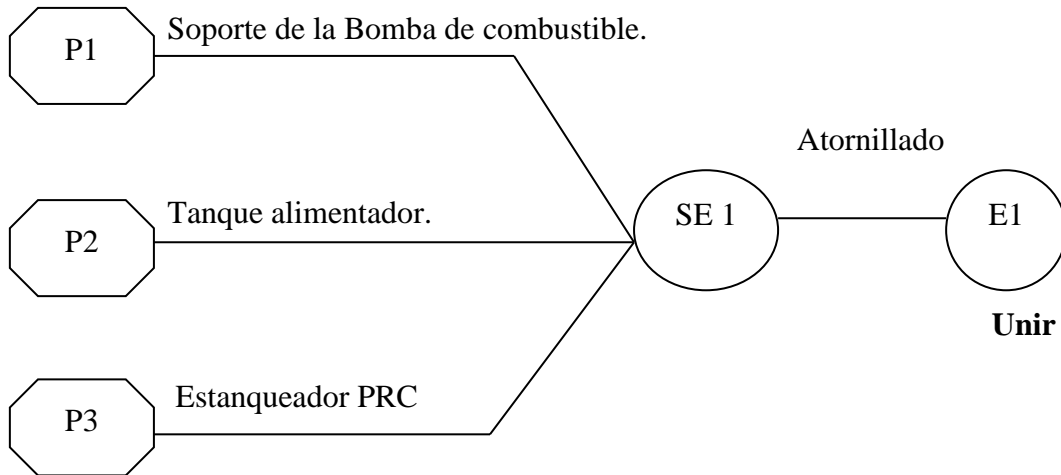 P1
Soporte de la Bomba de combustible.
Atornillado
P2
Tanque alimentador.
SE 1
E1
Unir
P3
Estanqueador PRC